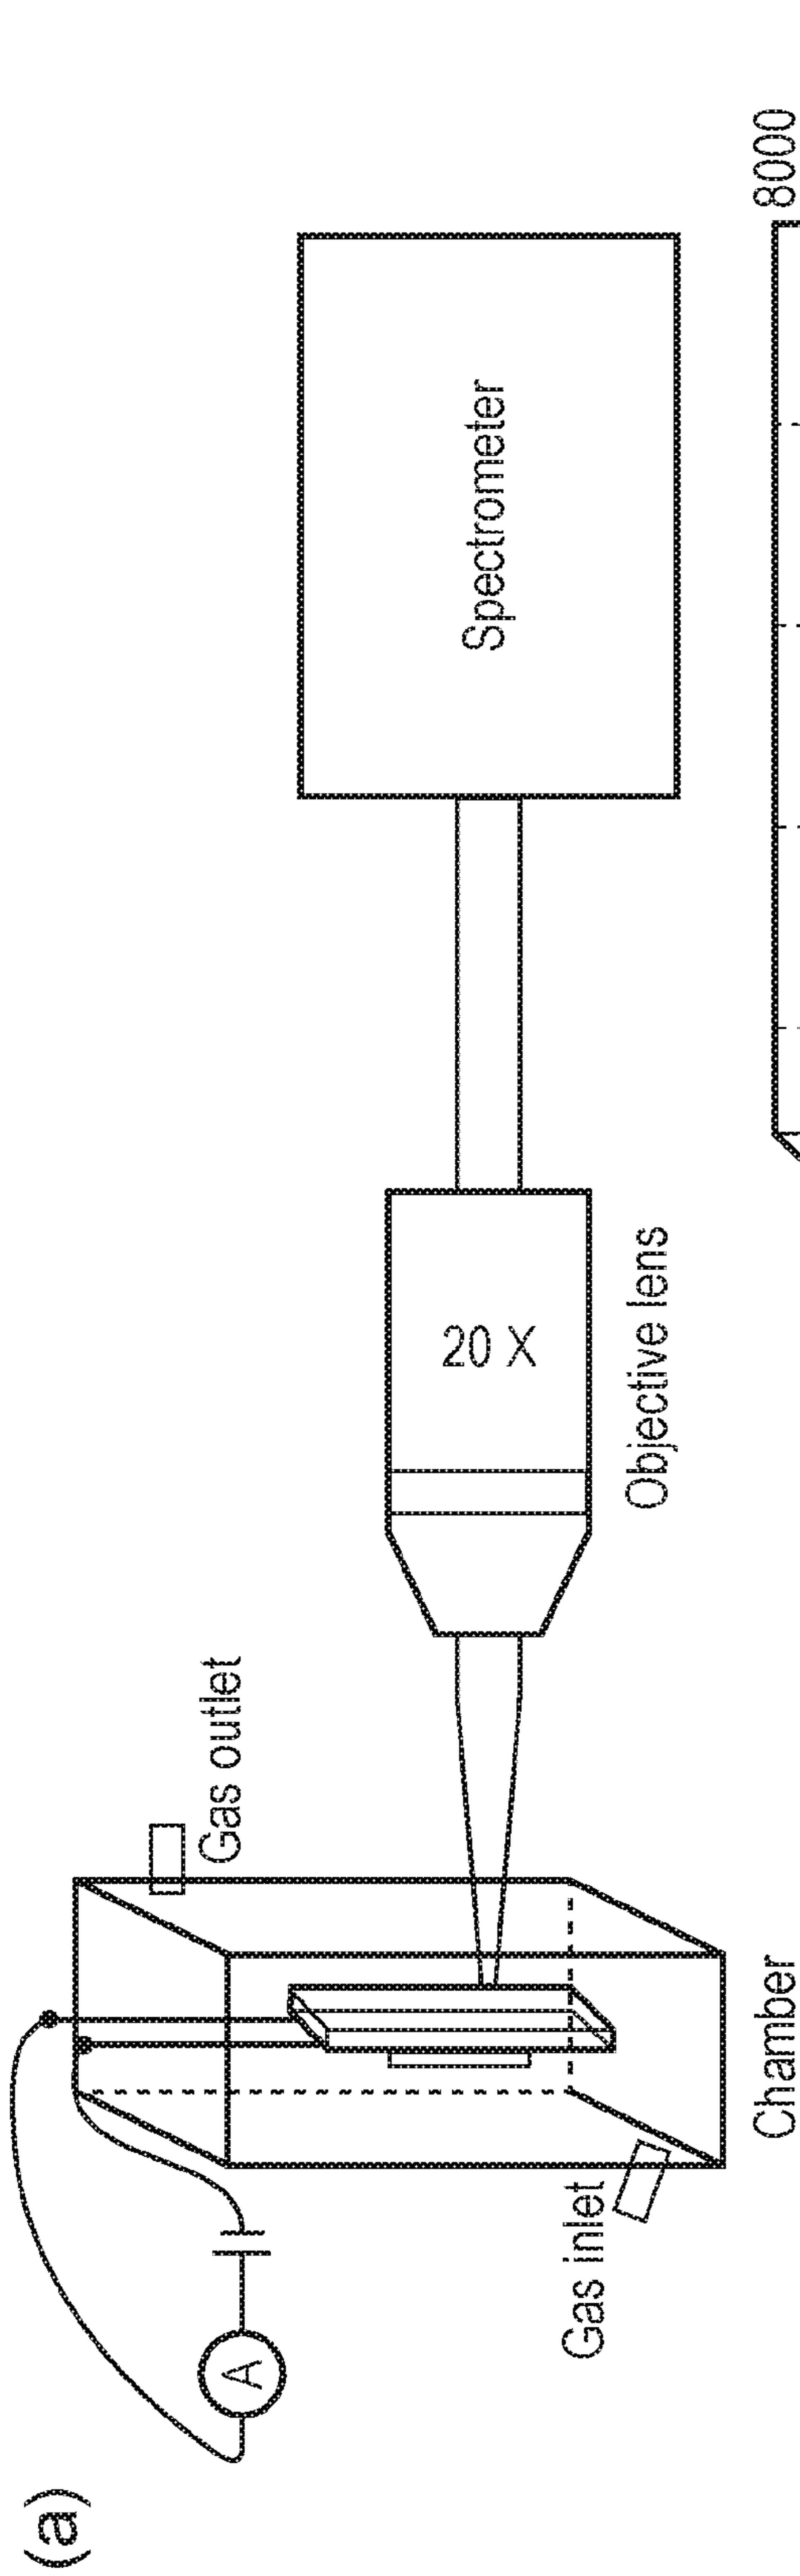 (a)
A
Gas inlet
Chamber
Gas outlet
20 X
Objective lens
Spectrometer
8000